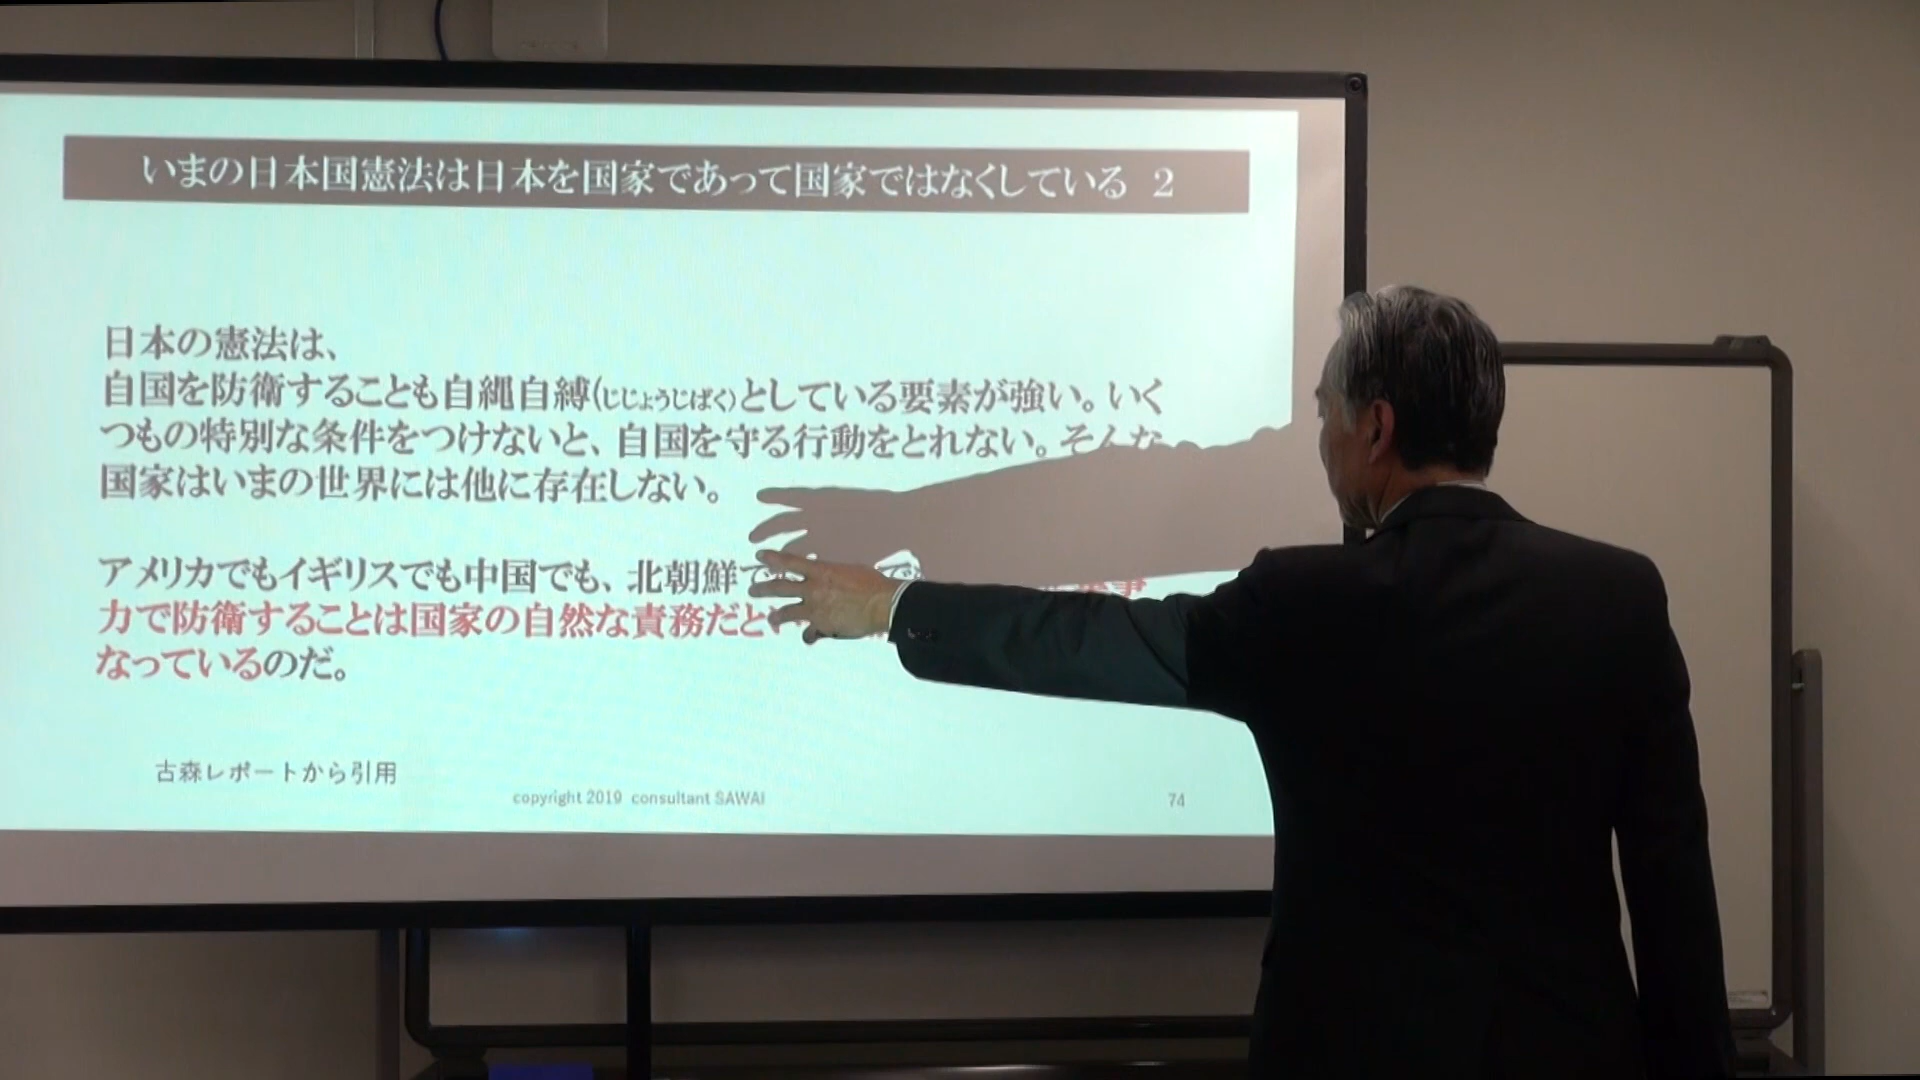 いまの日本国憲法は日本を国家であって国家ではなくしている 2
日本の憲法は、
自国を防衛することも自縄自縛(じじょうじばく)としている要素が強い。いく
つもの特別な条件をつけないと、自国を守る行動をとれない。そんな
国家はいまの世界には他に存在しない。
アメリカでもイギリスでも中国でも、北朝鮮で
力で防衛することは国家の自然な責務だと
なっているのだ。
古森レポートから引用
copyright 2019 consultant SAWAI
74